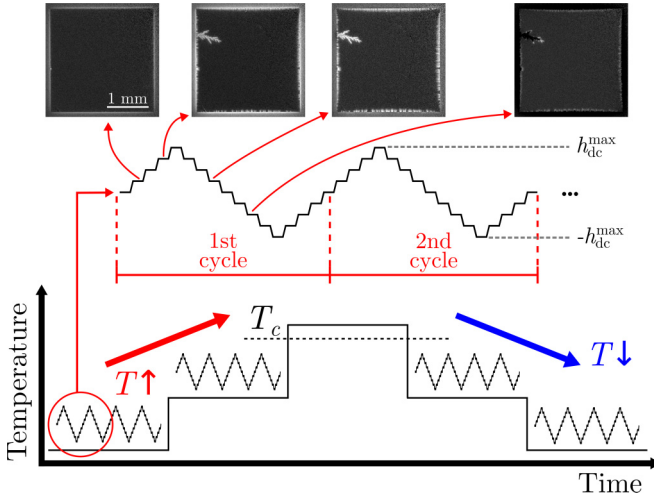 1 mm
h_dc^max
-h_dc^max
...
1st
cycle
2nd
cycle
T_c
T↑
T↓
Temperature
Time